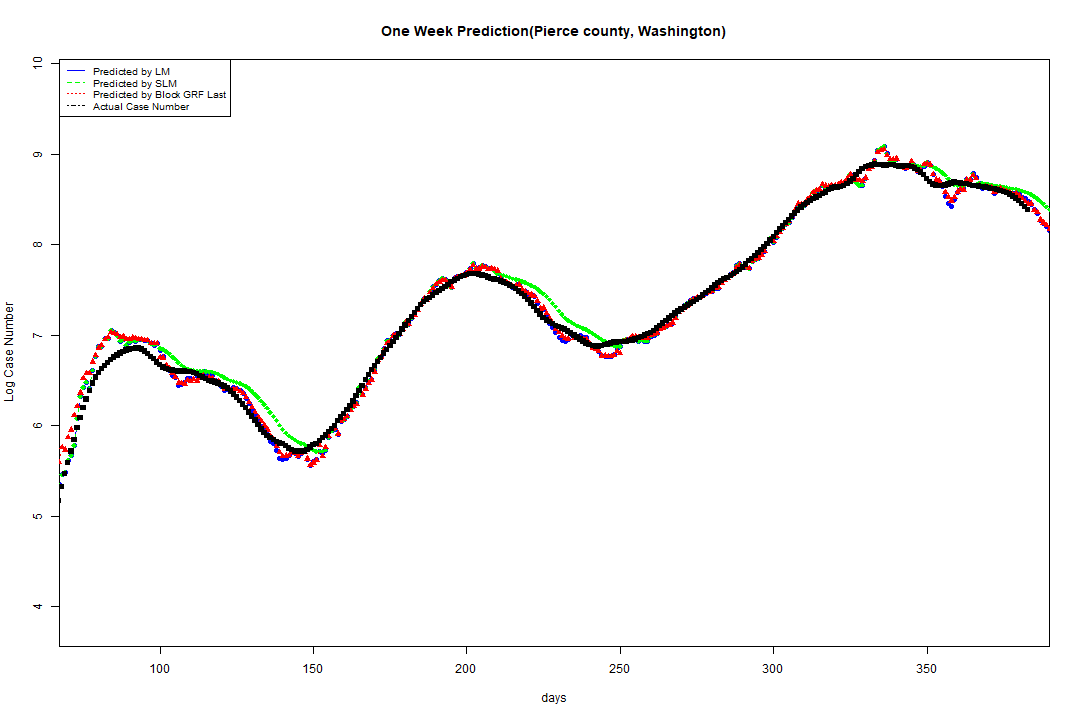 One Week Prediction(Pierce county, Washington)
Predicted by LM
Predicted by SLM
Predicted by Block GRF Last
Actual Case Number
10
9
8
7
6
5
4
Log Case Number
100 150 200 250 300 350
days